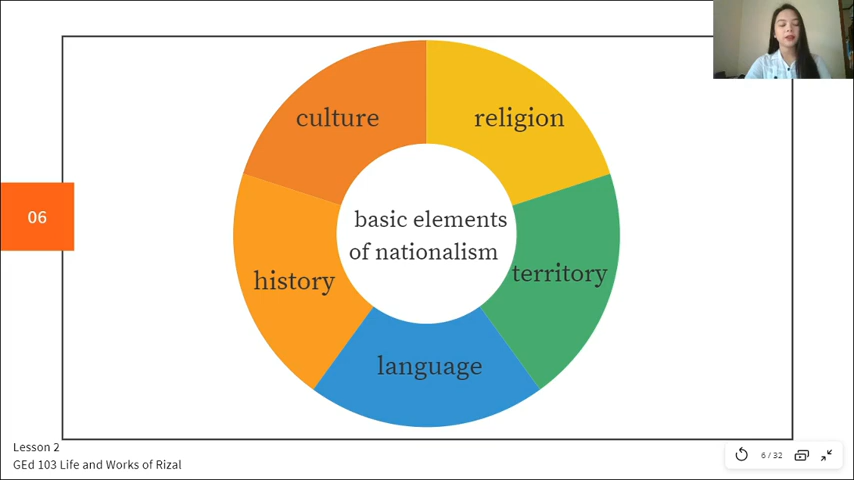 culture
religion
06
basic elements
of nationalism
history
territory
language
Lesson 2
GEd 103 Life and Works of Rizal
6 / 32